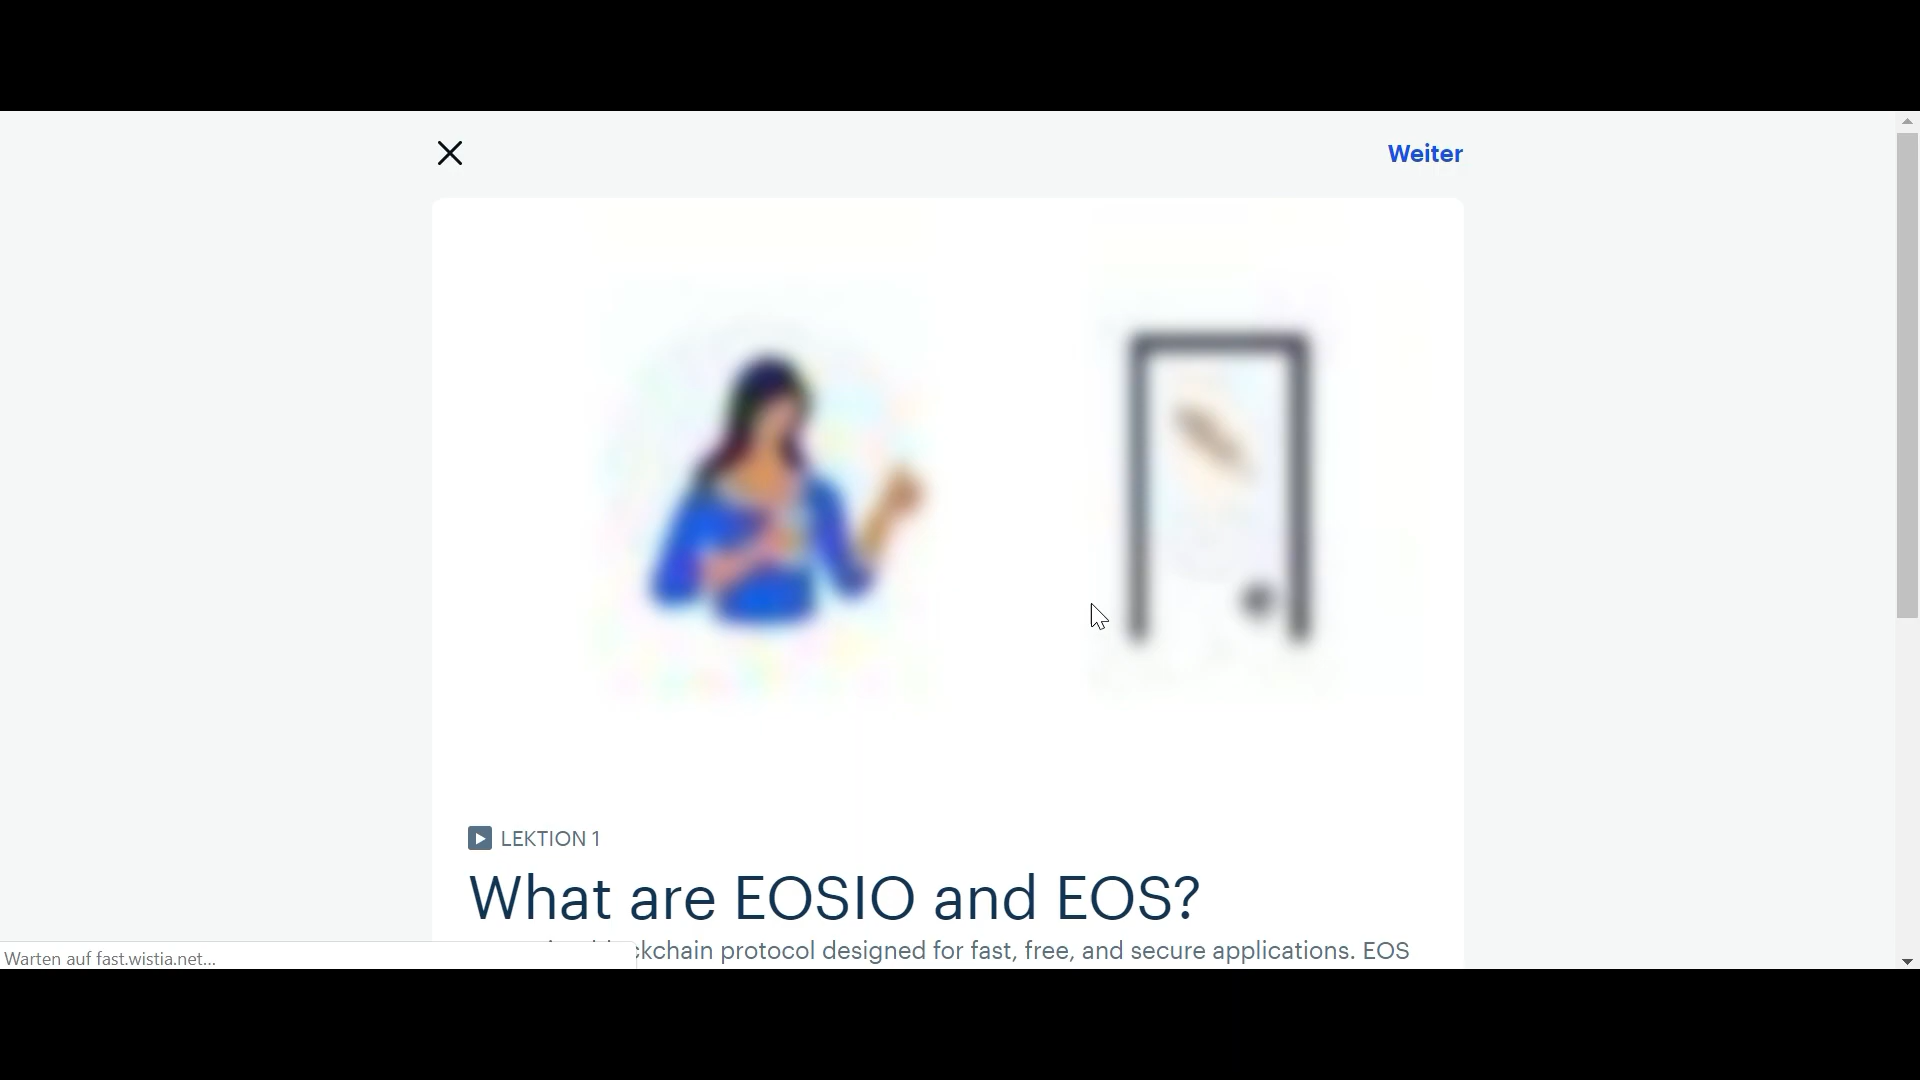 Weiter
LEKTION 1
What are EOSIO and EOS?
protocol designed for fast, free, and secure applications. EOS
Warten auf fast.wistia.net...